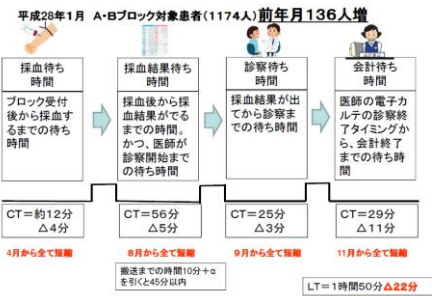 平成28年1月 A・Bブロック対象患者(1174人)前年月136人増
採血待ち
時間
ブロック受付
後から採血す
るまでの待ち
時間
採血結果待ち
時間
採血後から採
血結果がでる
までの時間。
かつ、医師が
診察開始まで
の待ち時間
診察待ち
時間
採血結果が出
てから診察ま
での待ち時間
会計待ち
時間
医師の電子カ
ルテの診察終
了タイミングか
ら、会計終了
までの待ち時
間
CT=約12分
△4分
CT=56分
△5分
CT=25分
△3分
CT=29分
△11分
4月から全て短縮
8月から全て短縮
9月から全て短縮
11月から全て短縮
搬送までの時間10分+α
を引くと45分以内
LT=1時間50分△22分